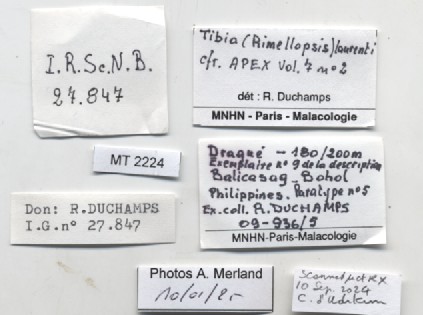 I.R.Sc.N.B.
27.847
Tibia (Rimellopsis) laurenti
cf. APEX Vol. 7 n°2
dét : R. Duchamps
MNHN - Paris - Malacologie
MT 2224
Dragué - 180/200m
Exemplaire n° 9 de la description
Balicasag - Bohol
Philippines. Paratype n°5
Ex. coll. R. DUCHAMPS
09-936/5
MNHN-Paris-Malacologie
Don: R.DUCHAMPS
I.G.n° 27.847
Photos A. Merland
10 Sep. 2024